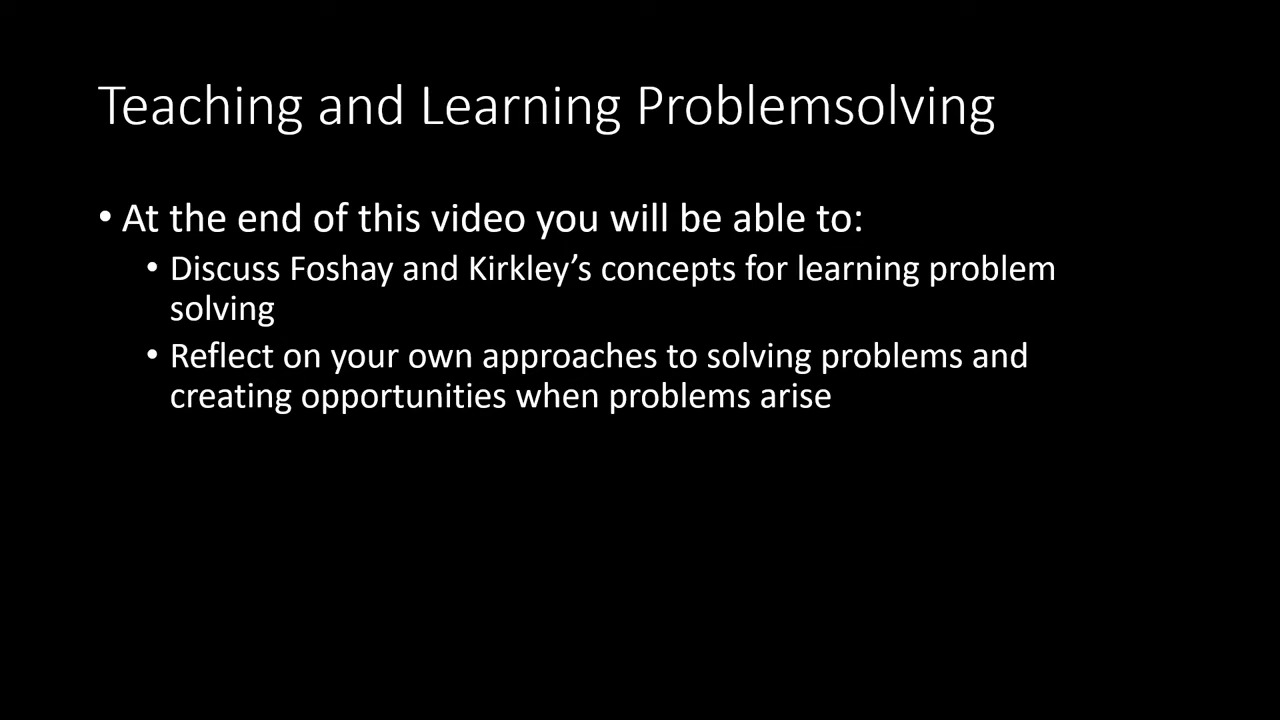 Teaching and Learning Problemsolving
• At the end of this video you will be able to:
• Discuss Foshay and Kirkley’s concepts for learning problem
solving
• Reflect on your own approaches to solving problems and
creating opportunities when problems arise